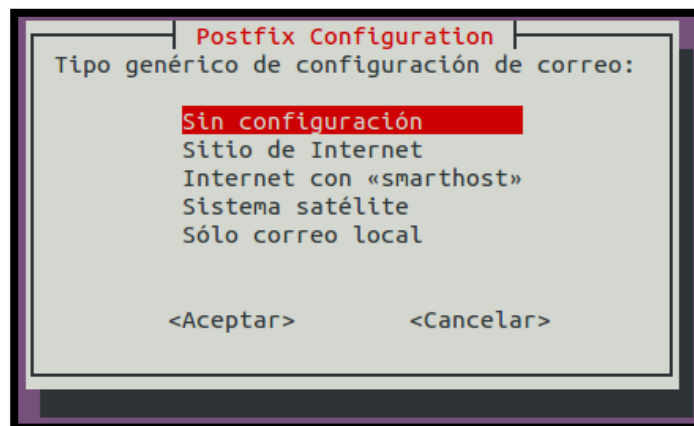 Postfix Configuration
Tipo genérico de configuración de correo:
Sin configuración
Sitio de Internet
Internet con «smarthost»
Sistema satélite
Sólo correo local
<Aceptar> <Cancelar>